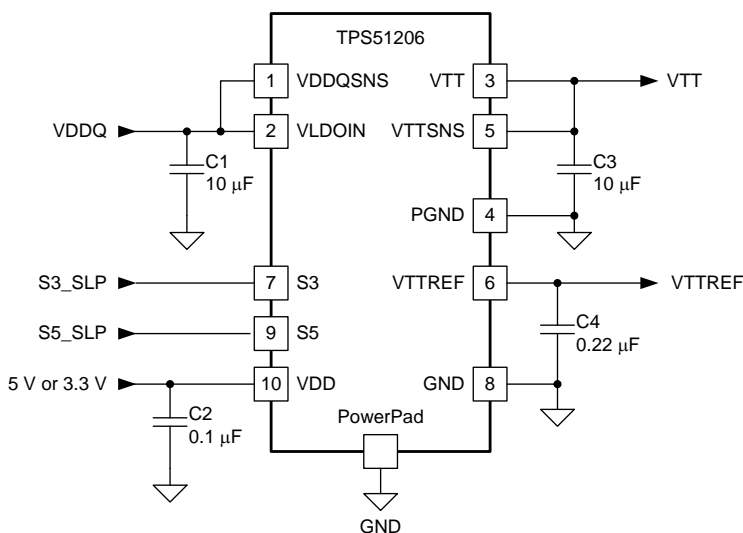 TPS51206
1 VDDQSNS VTT 3 VTT
VDDQ 2 VLDOIN VTTSNS 5
C1
10 µF
C3
10 µF
PGND 4
S3_SLP 7 S3 VTTREF 6 VTTREF
S5_SLP 9 S5
C4
0.22 µF
5 V or 3.3 V 10 VDD GND 8
C2
0.1 µF
PowerPad
GND